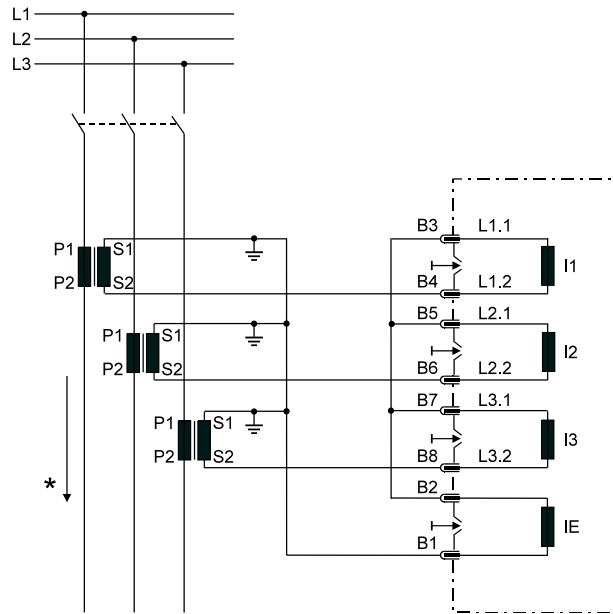 L1
L2
L3
P1 S1
P2 S2
P1 S1
P2 S2
P1 S1
P2 S2
*
B3 L1.1
I1
B4 L1.2
B5 L2.1
I2
B6 L2.2
B7 L3.1
I3
B8 L3.2
B2
IE
B1